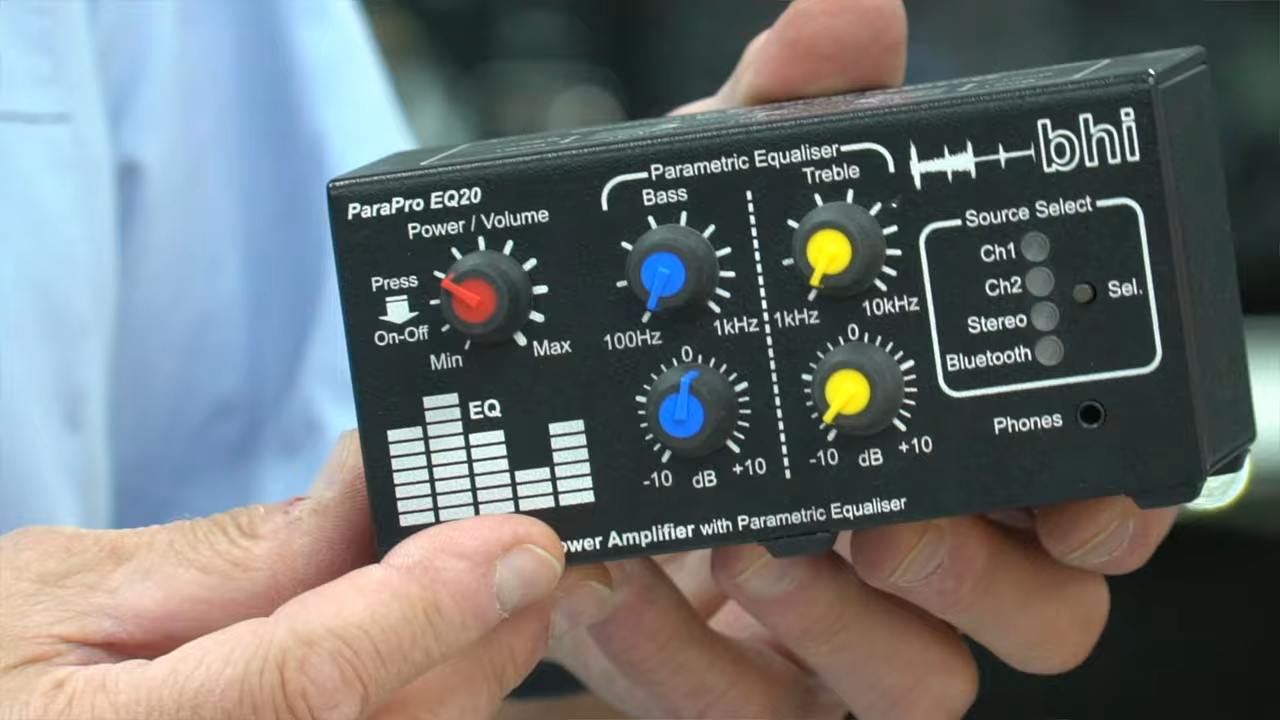 ParaPro EQ20
Power / Volume
Press
On-Off
Min
Max
EQ
Parametric Equaliser
Bass
Treble
100Hz
1kHz
1kHz
10kHz
0
0
-10
dB
+10
-10
dB
+10
bhi
Source Select
Ch1
Ch2
Stereo
Bluetooth
Sel.
Phones
Amplifier with Parametric Equaliser